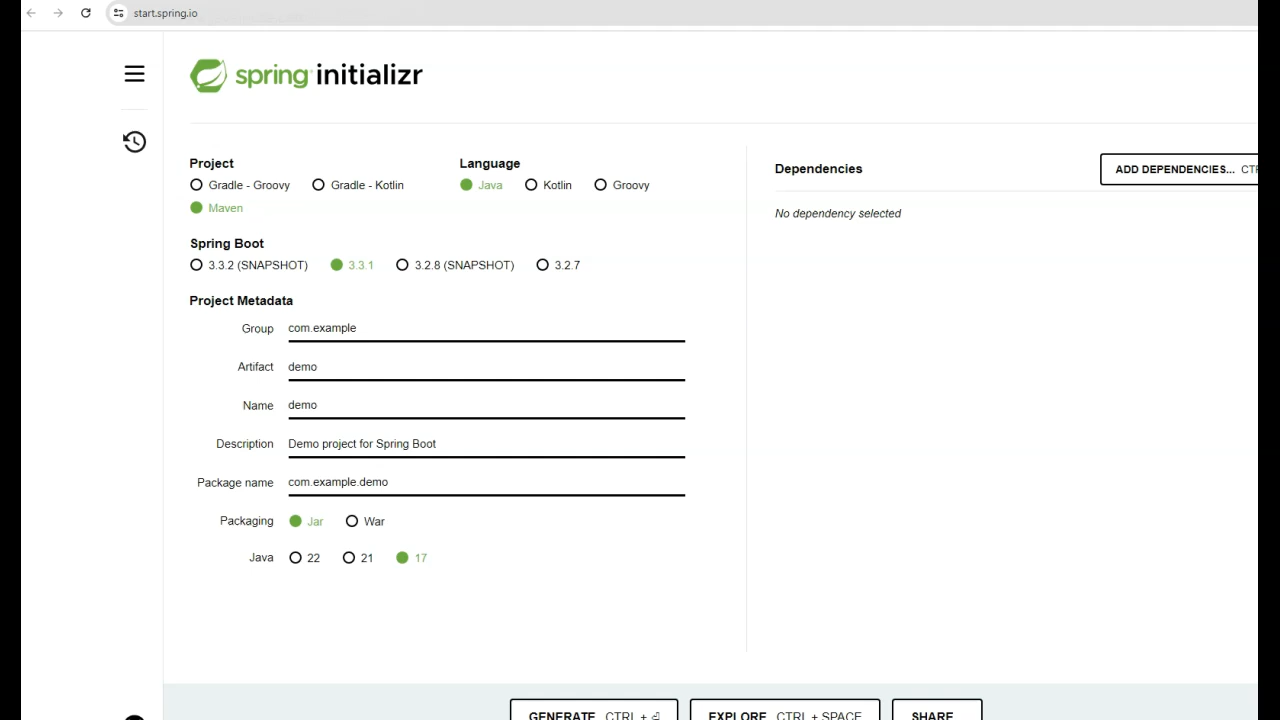 start.spring.io
spring initializr
Project
Gradle - Groovy Gradle - Kotlin
Maven
Language
Java Kotlin Groovy
Spring Boot
3.3.2 (SNAPSHOT) 3.3.1 3.2.8 (SNAPSHOT) 3.2.7
Project Metadata
Group com.example
Artifact demo
Name demo
Description Demo project for Spring Boot
Package name com.example.demo
Packaging Jar War
Java 22 21 17
Dependencies
ADD DEPENDENCIES...
No dependency selected
GENERATE CTRL + ⏎
EXPLORE CTRL + SPACE
SHARE